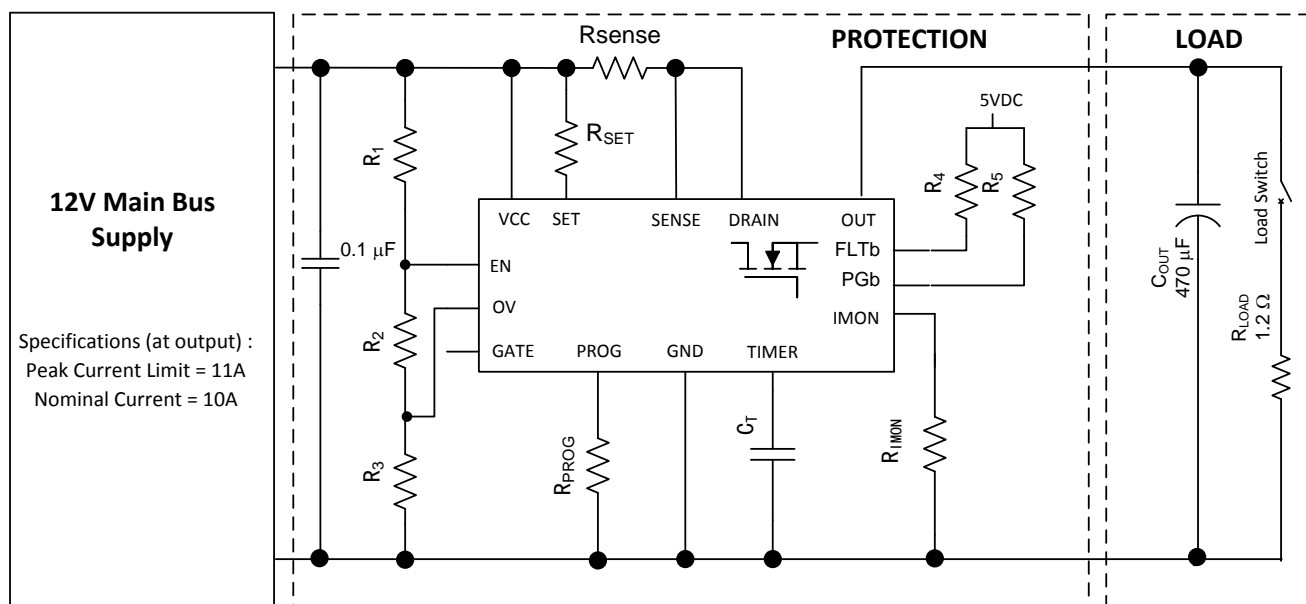 Rsense
PROTECTION
LOAD
5VDC
R1
RSET
R4
R5
Load Switch
12V Main Bus
Supply
VCC
SET
SENSE
DRAIN
OUT
0.1 µF
EN
FLTb
PGb
COUT
470 µF
OV
IMON
R2
RLOAD
1.2 Ω
Specifications (at output) :
Peak Current Limit = 11A
Nominal Current = 10A
GATE
PROG
GND
TIMER
R3
RPROG
CT
RIMON